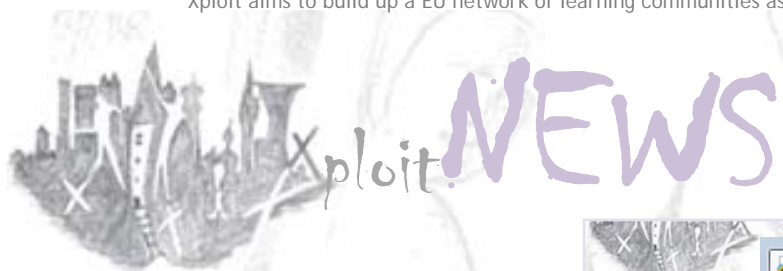 Xploit aims to build up a EU network of learning communities as
Xploit NEWS